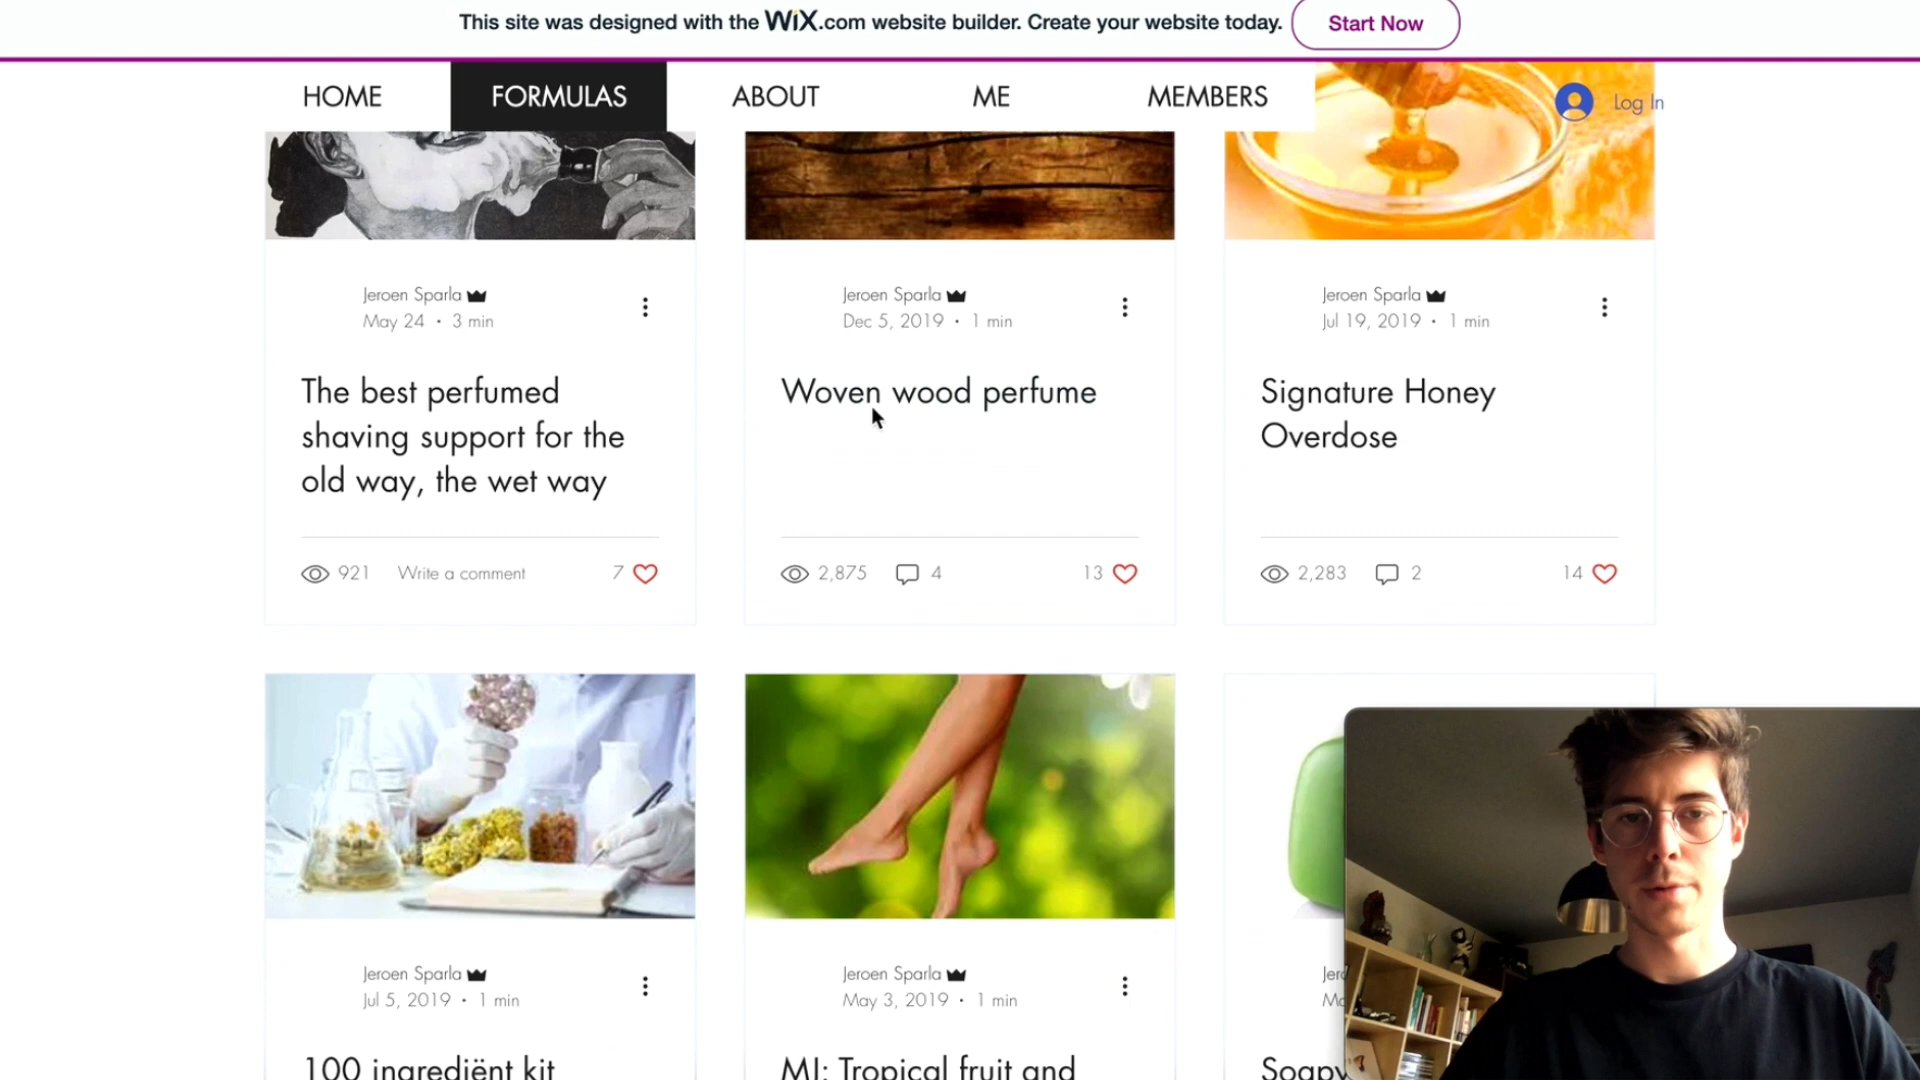 This site was designed with the WiX.com website builder. Create your website today. Start Now
HOME FORMULAS ABOUT ME MEMBERS Log In
Jeroen Sparla
May 24 • 3 min
The best perfumed
shaving support for the
old way, the wet way
921 Write a comment 7
Jeroen Sparla
Dec 5, 2019 • 1 min
Woven wood perfume
2,875 4 13
Jeroen Sparla
Jul 19, 2019 • 1 min
Signature Honey
Overdose
2,283 2 14
Jeroen Sparla
Jul 5, 2019 • 1 min
100 ingrediënt kit
Jeroen Sparla
May 3, 2019 • 1 min
MI: Tropical fruit and